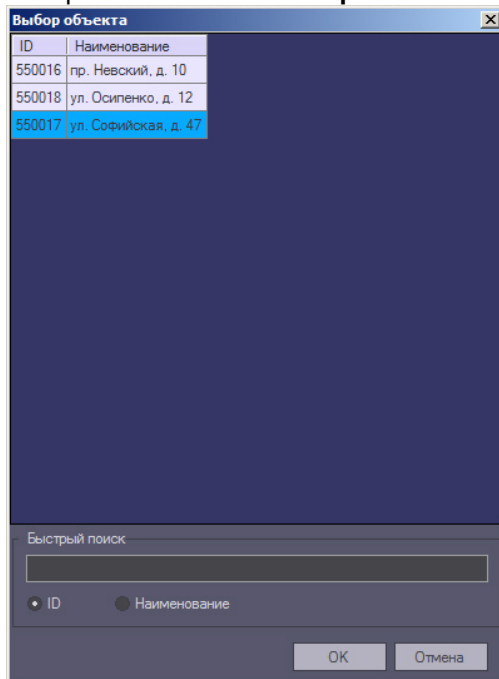 Выбор объекта
ID Наименование
550016 пр. Невский, д. 10
550018 ул. Осипенко, д. 12
550017 ул. Софийская, д. 47
Быстрый поиск
ID Наименование
OK Отмена